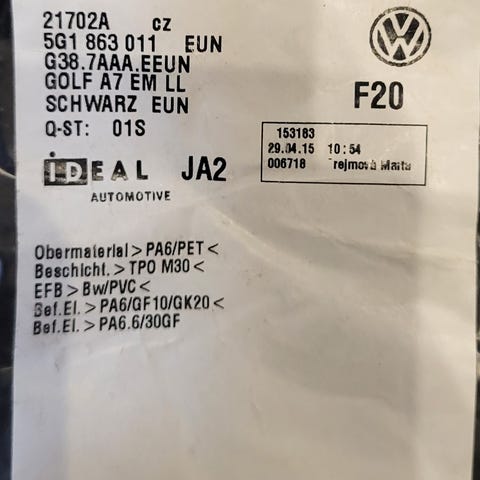 21702A CZ
5G1 863 011 EUN
G38.7AAA.EEUN
GOLF A7 EM LL
SCHWARZ EUN
Q-ST: 01S
F20
153183
29.04.15 10:54
006718 Trejmová Marta
iDEAL JA2
AUTOMOTIVE
Obermaterial > PA6/PET <
Beschicht. > TPO M30 <
EFB > Bw/PVC <
Bef.El. > PA6/GF10/GK20 <
Bef.El. > PA6.6/30GF